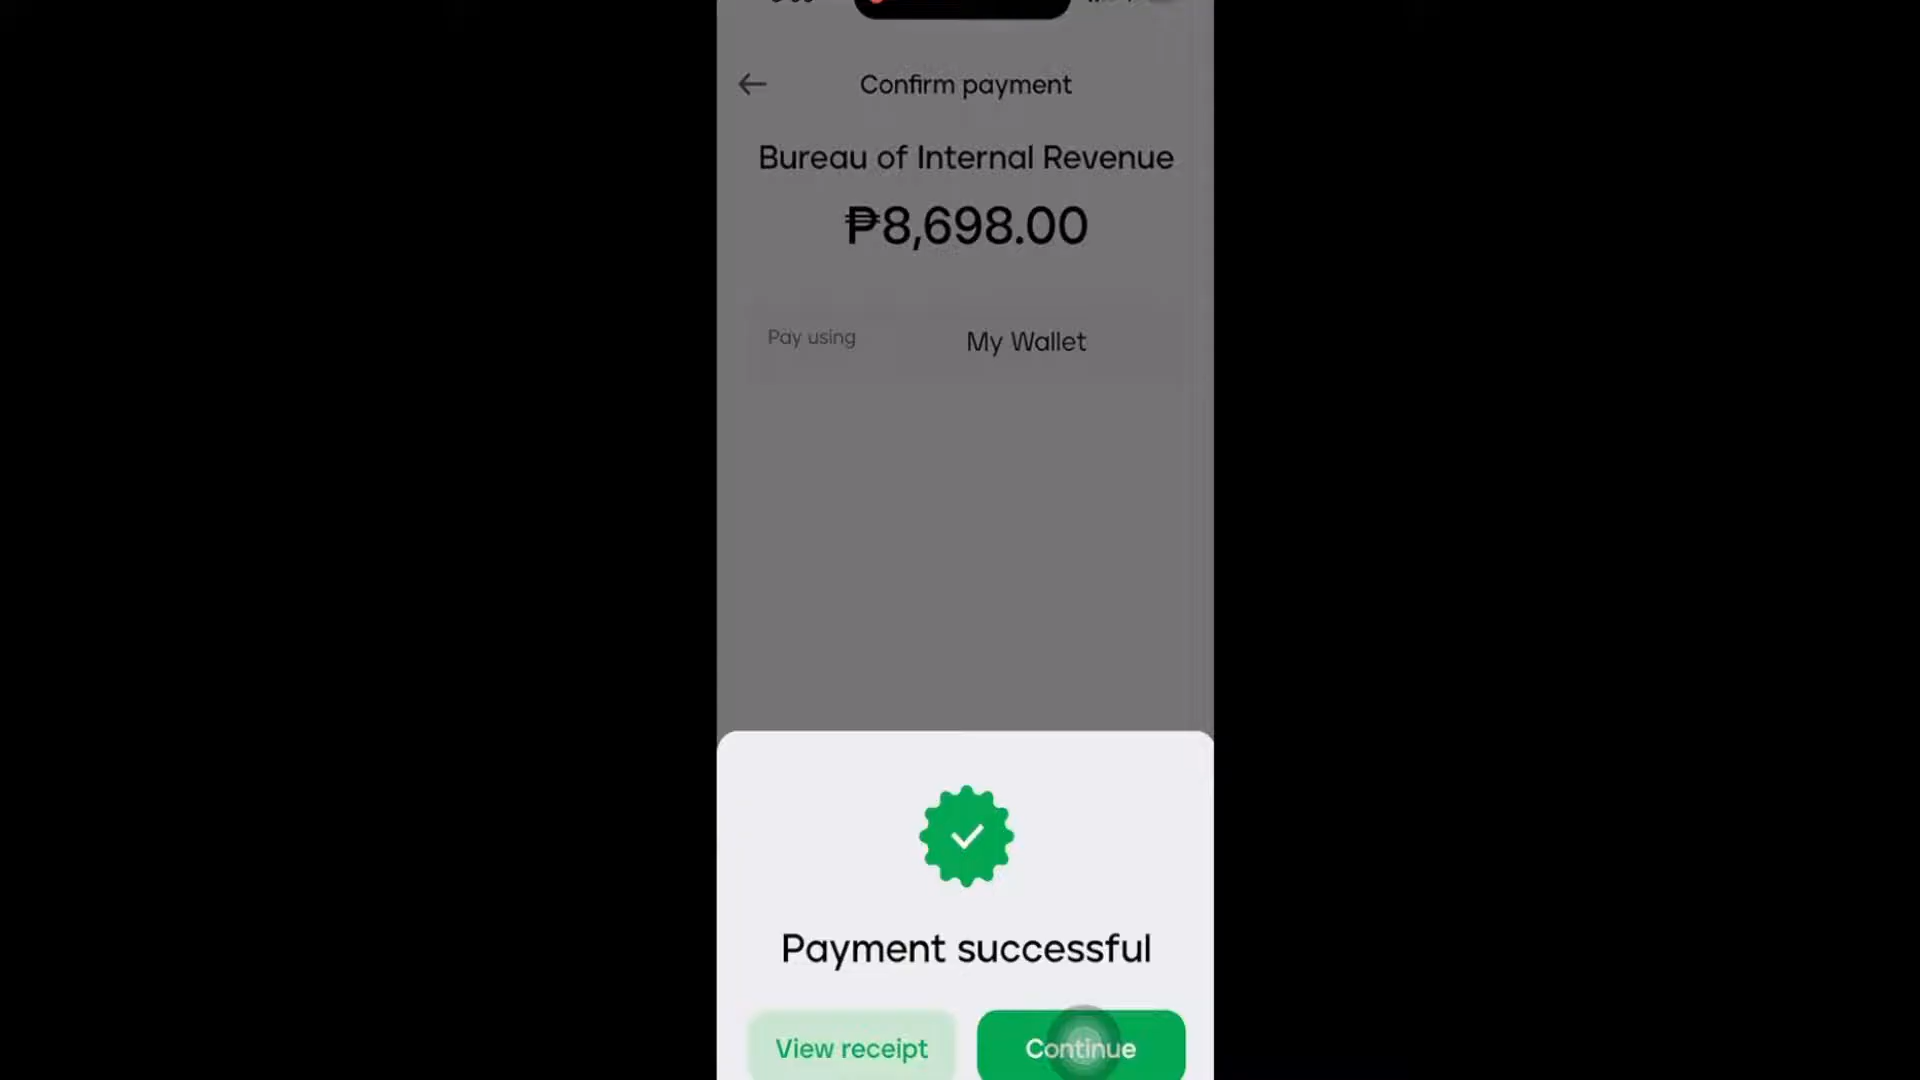 Confirm payment
Bureau of Internal Revenue
₱8,698.00
Pay using My Wallet
Payment successful
View receipt
Continue